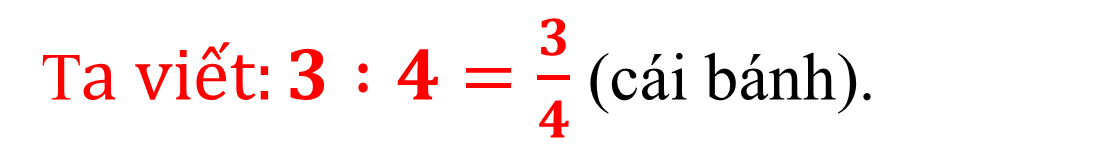 Ta viết: 3 : 4 = 3/4 (cái bánh).